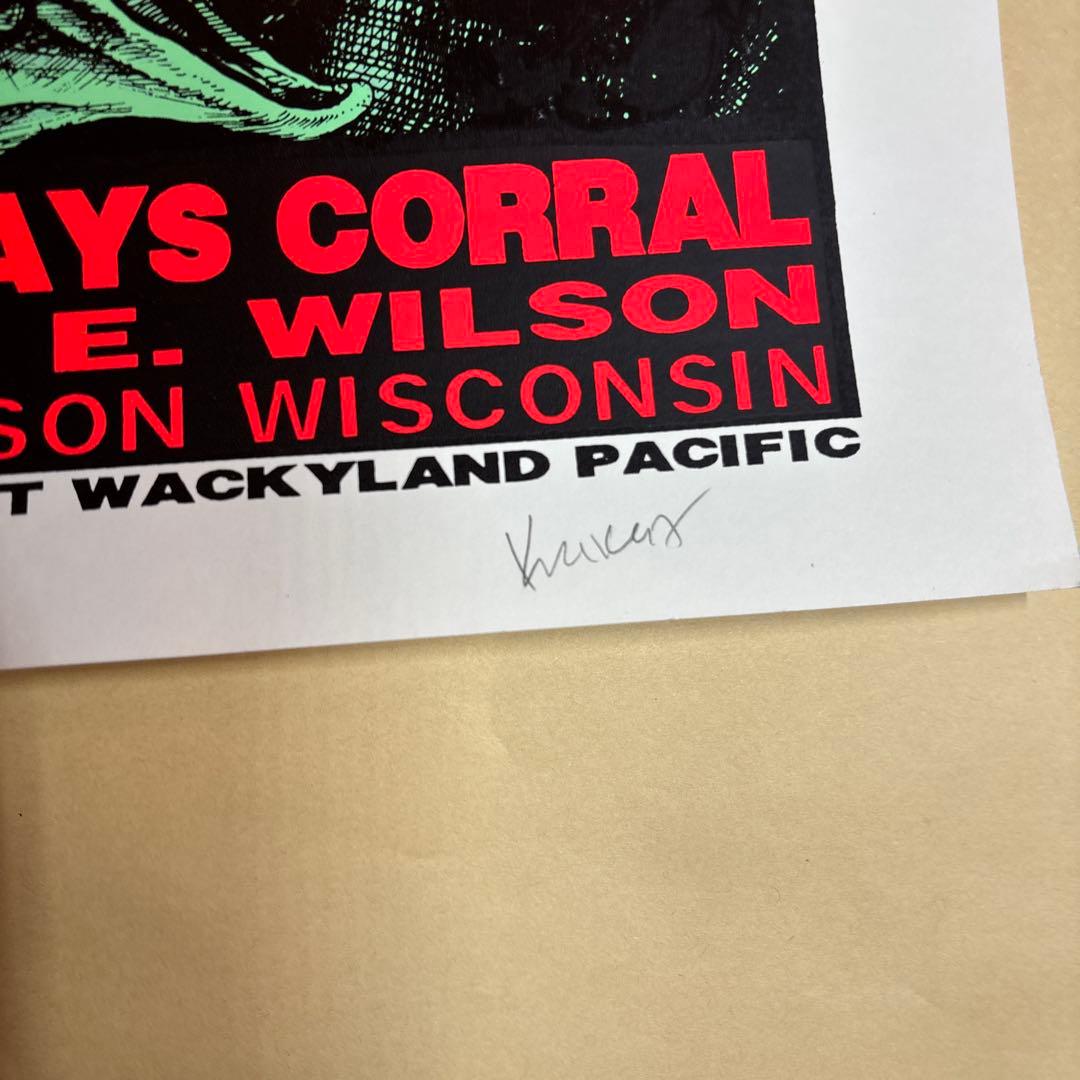 AYS CORRAL
E. WILSON
SON WISCONSIN
T WACKYLAND PACIFIC